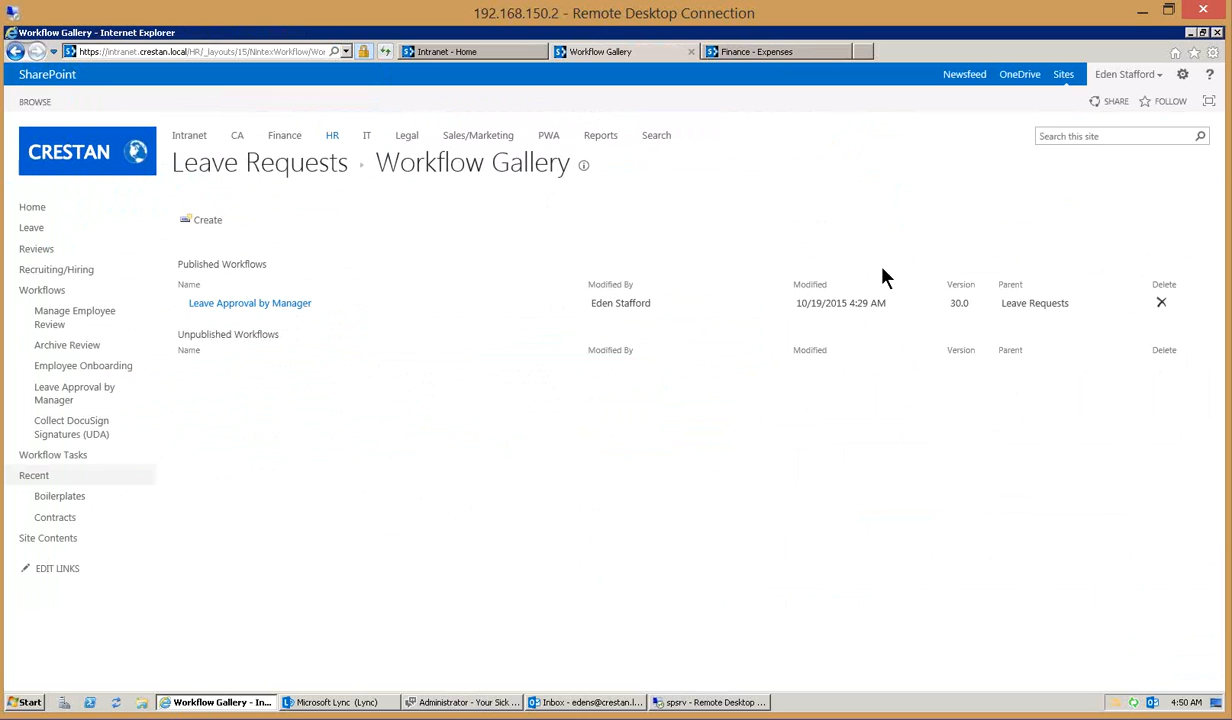 192.168.150.2 - Remote Desktop Connection
Workflow Gallery - Internet Explorer
https://intranet.crestan.local/HR/_layouts/15/NintexWorkflow/Wor
Intranet - Home
Workflow Gallery
Finance - Expenses
SharePoint
Newsfeed OneDrive Sites Eden Stafford ?
BROWSE
SHARE FOLLOW
CRESTAN
Intranet CA Finance HR IT Legal Sales/Marketing PWA Reports Search
Search this site
Leave Requests Workflow Gallery
Home
Leave
Reviews
Recruiting/Hiring
Workflows
Manage Employee
Review
Archive Review
Employee Onboarding
Leave Approval by
Manager
Collect DocuSign
Signatures (UDA)
Workflow Tasks
Recent
Boilerplates
Contracts
Site Contents
EDIT LINKS
Create
Published Workflows
Name Modified By Modified Version Parent Delete
Leave Approval by Manager Eden Stafford 10/19/2015 4:29 AM 30.0 Leave Requests
Unpublished Workflows
Name Modified By Modified Version Parent Delete
Start
Workflow Gallery - In...
Microsoft Lync (Lync)
Administrator - Your Sick ...
Inbox - edens@crestan.l...
spsrv - Remote Desktop ...
4:50 AM